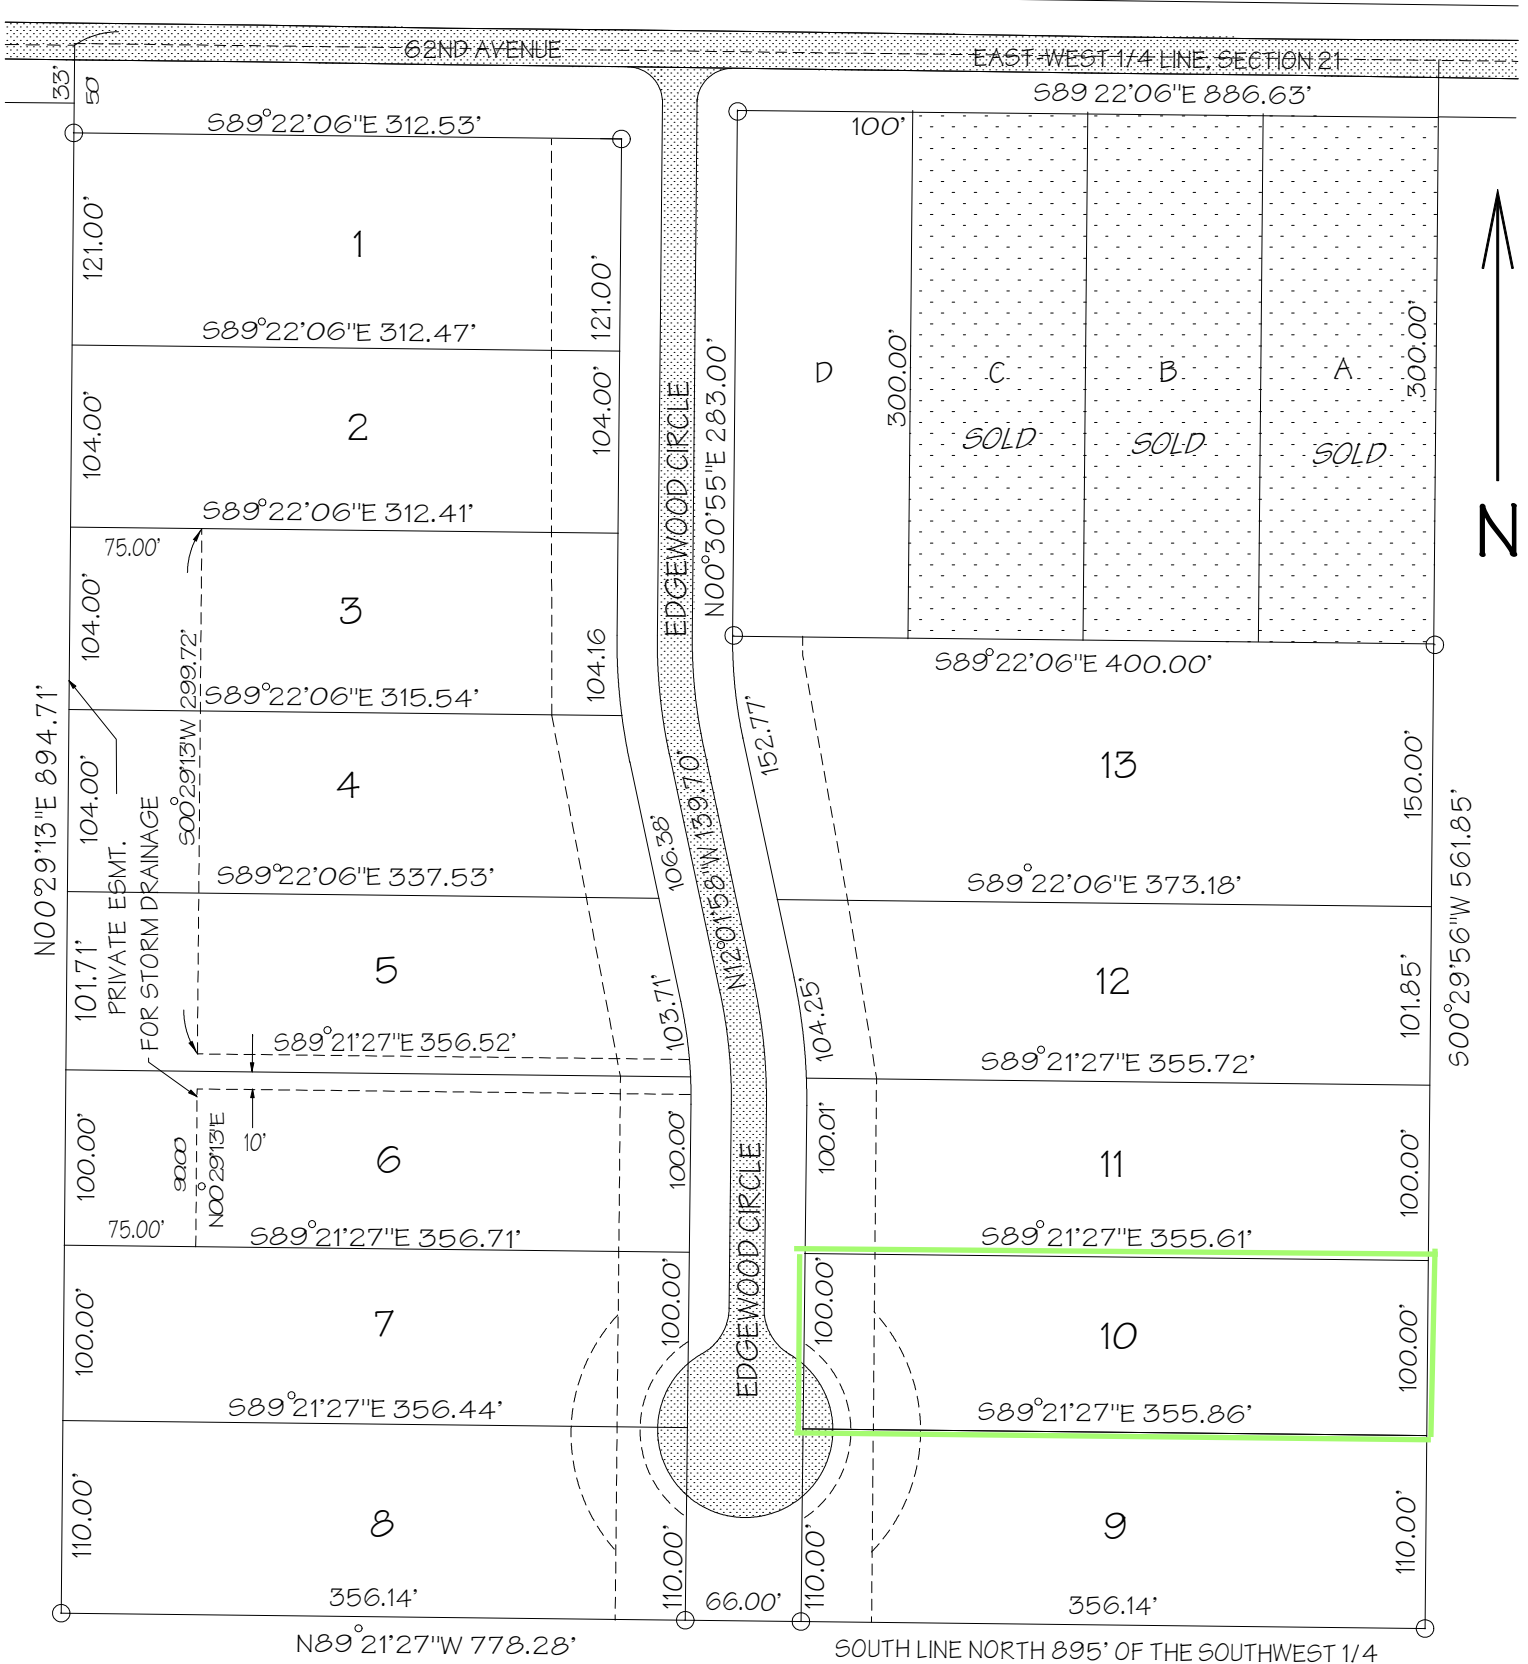 62ND AVENUE
EAST-WEST 1/4 LINE, SECTION 21
33'
50'
S89°22'06"E 312.53'
S89 22'06"E 886.63'
100'
121.00'
1
121.00'
S89°22'06"E 312.47'
104.00'
2
104.00'
S89°22'06"E 312.41'
75.00'
104.00'
3
104.16
S00°29'13"W 299.72'
S89°22'06"E 315.54'
N00°29'13"E 894.71'
104.00'
4
106.38'
S89°22'06"E 337.53'
PRIVATE ESMT.
FOR STORM DRAINAGE
101.71'
5
103.71'
S89°21'27"E 356.52'
10'
100.00'
90.00'
N00°29'13"E
6
100.00'
75.00'
S89°21'27"E 356.71'
100.00'
7
100.00'
S89°21'27"E 356.44'
110.00'
8
110.00'
356.14'
N89°21'27"W 778.28'
EDGEWOOD CIRCLE
N00°30'55"E 283.00'
N12°01'58"W 139.70'
EDGEWOOD CIRCLE
66.00'
D
300.00'
C
SOLD
B
SOLD
A
SOLD
300.00'
N
S89°22'06"E 400.00'
152.77'
13
150.00'
S89°22'06"E 373.18'
S00°29'56"W 561.85'
104.25'
12
101.85'
S89°21'27"E 355.72'
100.01'
11
100.00'
S89°21'27"E 355.61'
100.00'
10
100.00'
S89°21'27"E 355.86'
110.00'
9
110.00'
356.14'
SOUTH LINE NORTH 895' OF THE SOUTHWEST 1/4